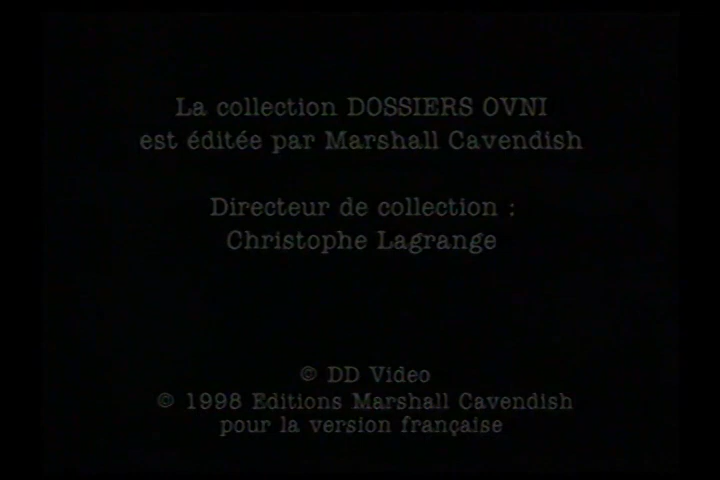 La collection DOSSIERS OVNI
est éditée par Marshall Cavendish
Directeur de collection :
Christophe Lagrange
© DD Video
© 1998 Editions Marshall Cavendish
pour la version française